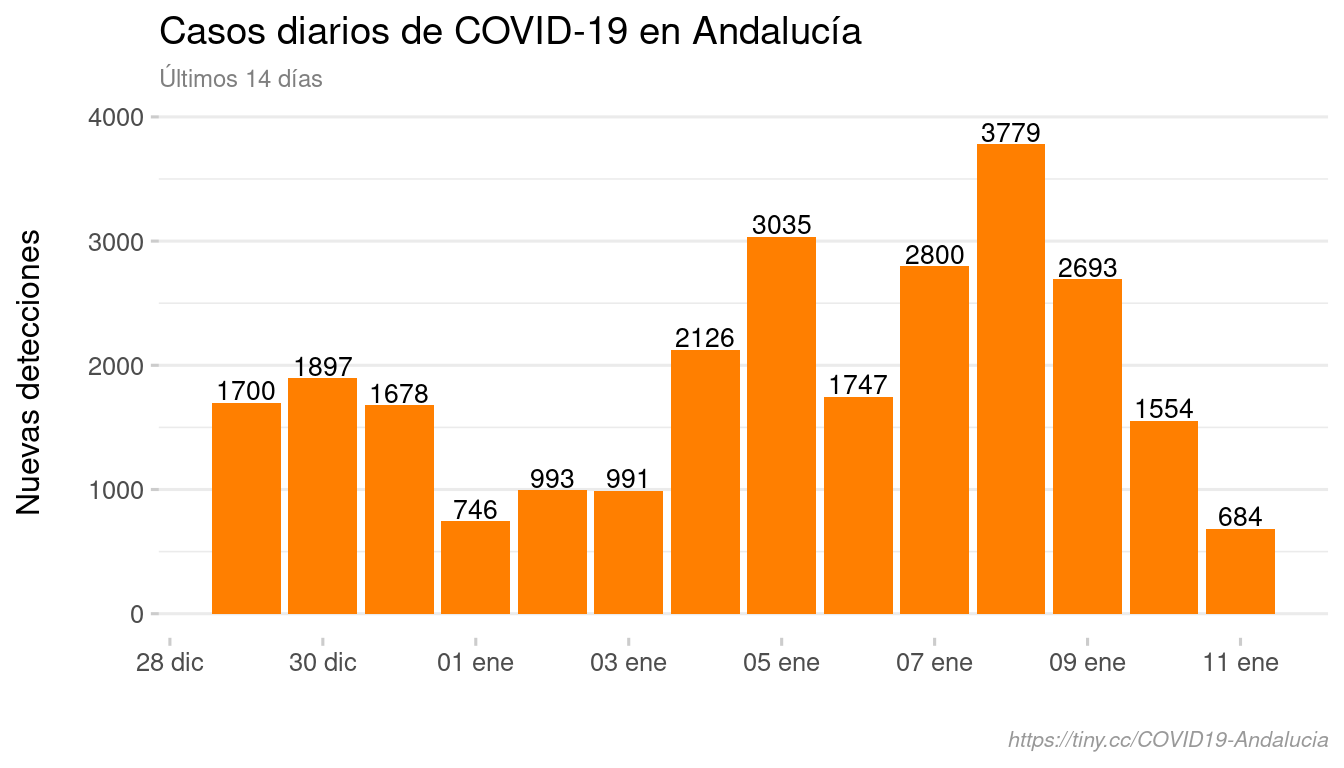 Casos diarios de COVID-19 en Andalucía
Últimos 14 días
Nuevas detecciones
4000
3000
2000
1000
0
1700
1897
1678
746
993
991
2126
3035
1747
2800
3779
2693
1554
684
28 dic
30 dic
01 ene
03 ene
05 ene
07 ene
09 ene
11 ene
https://tiny.cc/COVID19-Andalucia